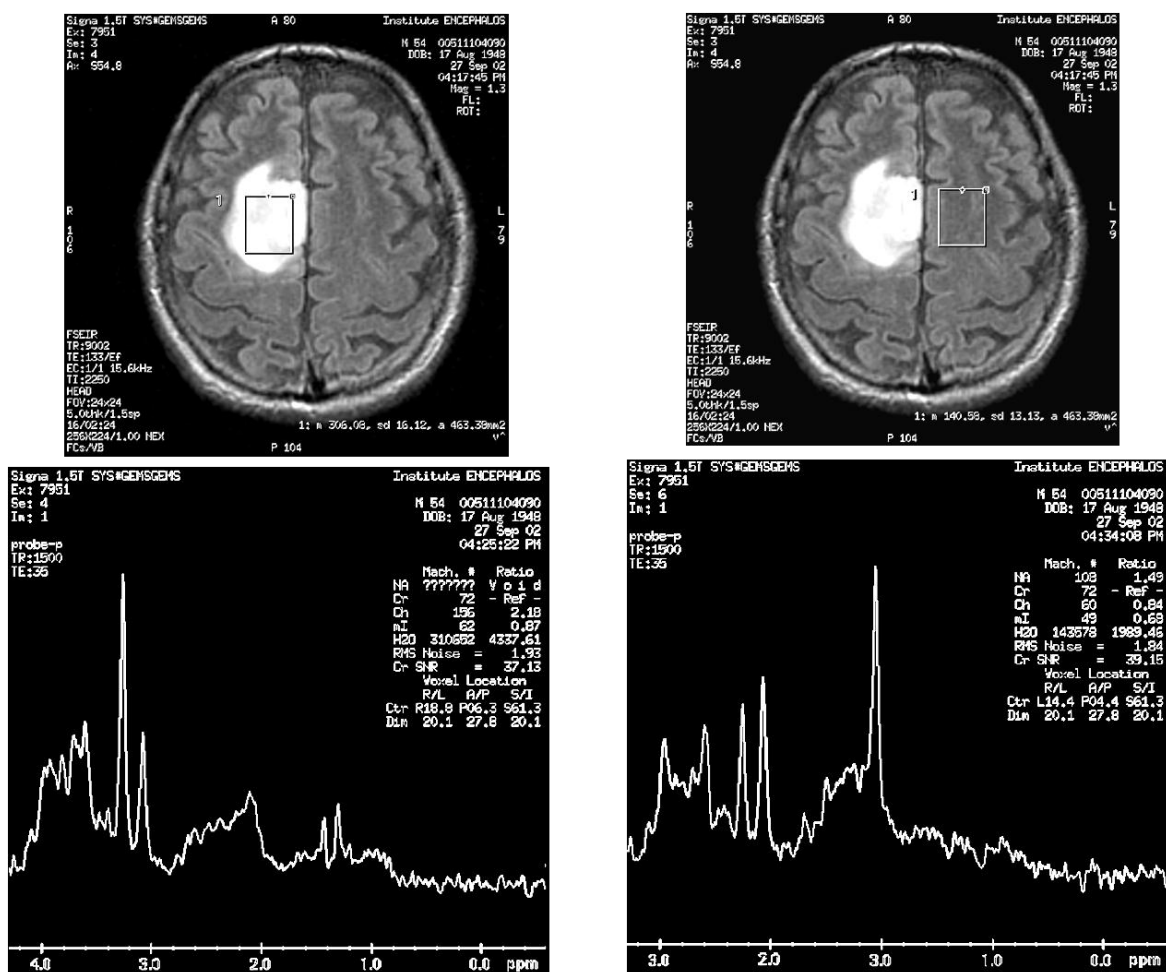 Signa 1.5T SYS#GEMSGEMS
Ex: 7951
Se: 3
Im: 4
Ax S54.8
A 80
Institute ENCEPHALOS
M 54 00511104090
DOB: 17 Aug 1948
27 Sep 02
04:17:45 PM
Mag = 1.3
FL:
ROT:
1
R
106
L
79
FSEIR
TR:9002
TE:133/Ef
EC:1/1 15.6kHz
TI:2250
HEAD
FOV:24x24
5.0thk/1.5sp
16/02:24
256X224/1.00 NEX
FCs/VB
1: m 306.08, sd 16.12, a 463.38mm2
P 104
Signa 1.5T SYS#GEMSGEMS
Ex: 7951
Se: 3
Im: 4
Ax S54.8
A 80
Institute ENCEPHALOS
M 54 00511104090
DOB: 17 Aug 1948
27 Sep 02
04:17:45 PM
Mag = 1.3
FL:
ROT:
1
R
106
L
79
FSEIR
TR:9002
TE:133/Ef
EC:1/1 15.6kHz
TI:2250
HEAD
FOV:24x24
5.0thk/1.5sp
16/02:24
256X224/1.00 NEX
FCs/VB
1: m 140.58, sd 13.13, a 463.38mm2
P 104
Signa 1.5T SYS#GEMSGEMS
Ex: 7951
Se: 4
Im: 1
Institute ENCEPHALOS
M 54 00511104090
DOB: 17 Aug 1948
27 Sep 02
04:25:22 PM
probe-p
TR:1500
TE:35
Mach. # Ratio
NA ??????? Void
Cr 72 - Ref -
Ch 156 2.18
mI 62 0.87
H2O 310652 4337.61
RMS Noise = 1.93
Cr SNR = 37.13
Voxel Location
R/L A/P S/I
Ctr R18.8 P06.3 S61.3
Dim 20.1 27.8 20.1
4.0 3.0 2.0 1.0 0.0 ppm
Signa 1.5T SYS#GEMSGEMS
Ex: 7951
Se: 6
Im: 1
Institute ENCEPHALOS
M 54 00511104090
DOB: 17 Aug 1948
27 Sep 02
04:34:08 PM
probe-p
TR:1500
TE:35
Mach. # Ratio
NA 108 1.49
Cr 72 - Ref -
Ch 60 0.84
mI 49 0.68
H2O 143578 1989.46
RMS Noise = 1.84
Cr SNR = 39.15
Voxel Location
R/L A/P S/I
Ctr L14.4 P04.4 S61.3
Dim 20.1 27.8 20.1
3.0 2.0 3.0 1.0 0.0 ppm